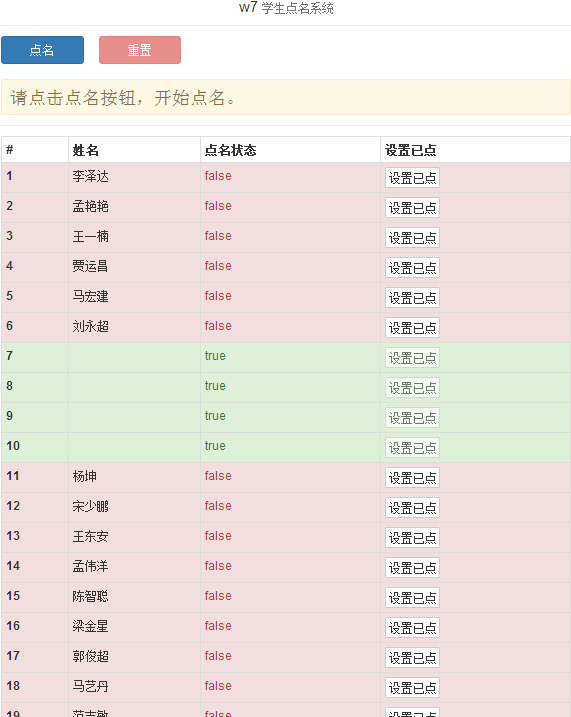 w7 学生点名系统
点名 重置
请点击点名按钮，开始点名。
# 姓名 点名状态 设置已点
1 李泽达 false 设置已点
2 孟艳艳 false 设置已点
3 王一楠 false 设置已点
4 贾运昌 false 设置已点
5 马宏建 false 设置已点
6 刘永超 false 设置已点
7 true 设置已点
8 true 设置已点
9 true 设置已点
10 true 设置已点
11 杨坤 false 设置已点
12 宋少鹏 false 设置已点
13 王东安 false 设置已点
14 孟伟洋 false 设置已点
15 陈智聪 false 设置已点
16 梁金星 false 设置已点
17 郭俊超 false 设置已点
18 马艺丹 false 设置已点
19 范志敏 false 设置已点